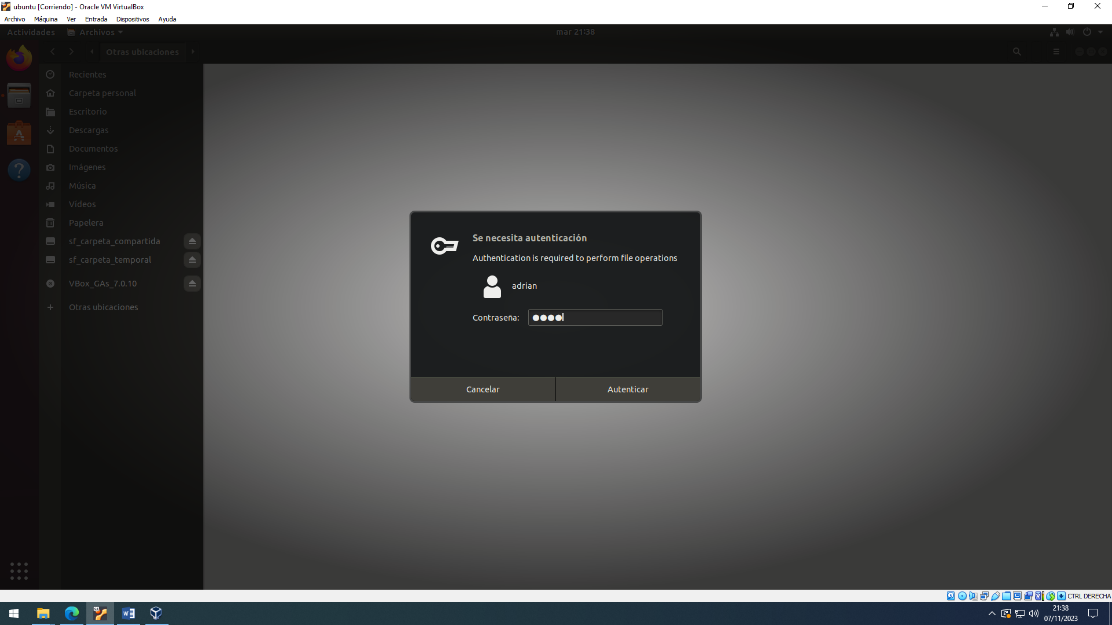 ubuntu [Corriendo] - Oracle VM VirtualBox
Archivo Máquina Ver Entrada Dispositivos Ayuda
Actividades Archivos mar 21:38
Otras ubicaciones
Recientes
Carpeta personal
Escritorio
Descargas
Documentos
Imágenes
Música
Vídeos
Papelera
sf_carpeta_compartida
sf_carpeta_temporal
VBox_GAs_7.0.10
Otras ubicaciones
Se necesita autenticación
Authentication is required to perform file operations
adrian
Contraseña:
Cancelar Autenticar
CTRL DERECHA
21:38
07/11/2023